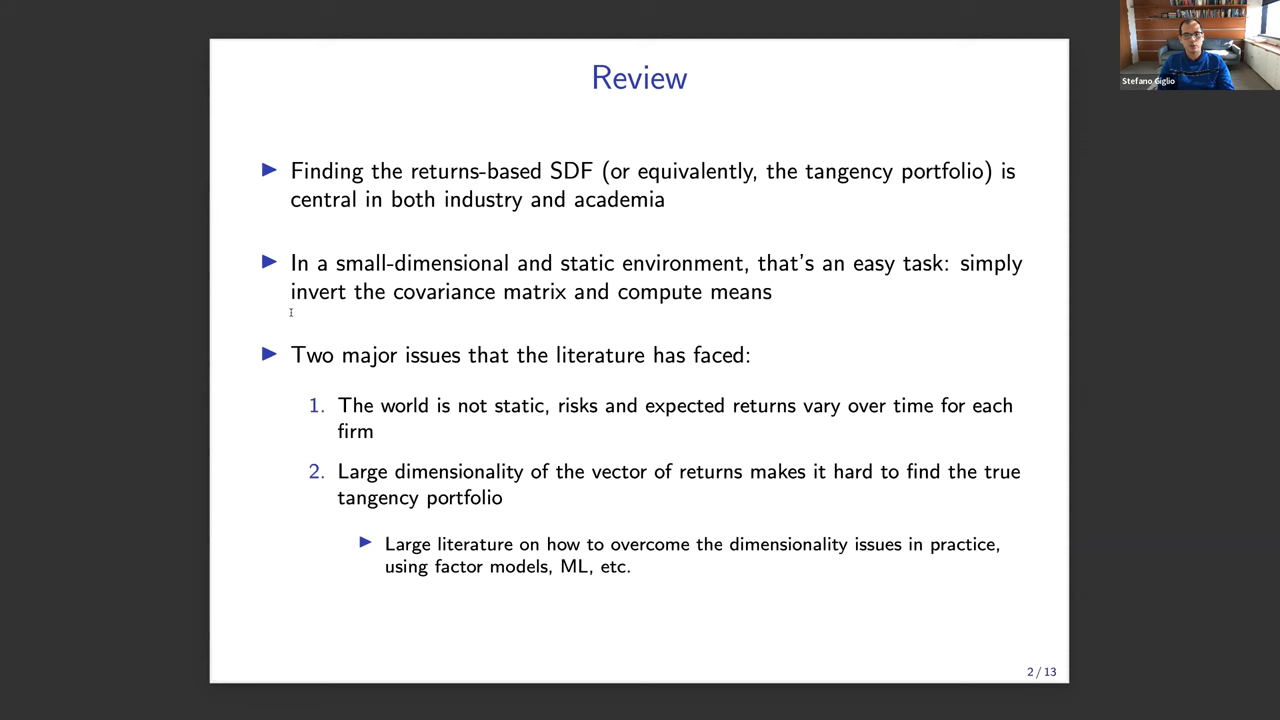 Review
Stefano Giglio
▶ Finding the returns-based SDF (or equivalently, the tangency portfolio) is
central in both industry and academia
▶ In a small-dimensional and static environment, that's an easy task: simply
invert the covariance matrix and compute means
▶ Two major issues that the literature has faced:
1. The world is not static, risks and expected returns vary over time for each
firm
2. Large dimensionality of the vector of returns makes it hard to find the true
tangency portfolio
▶ Large literature on how to overcome the dimensionality issues in practice,
using factor models, ML, etc.
2 / 13